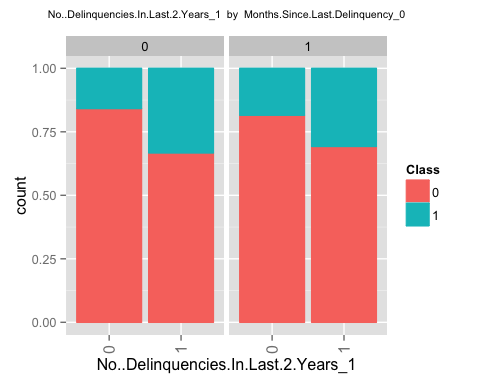 No..Delinquencies.In.Last.2.Years_1 by Months.Since.Last.Delinquency_0
0 1
1.00
0.75
0.50
0.25
0.00
count
0 1 0 1
No..Delinquencies.In.Last.2.Years_1
Class
0
1